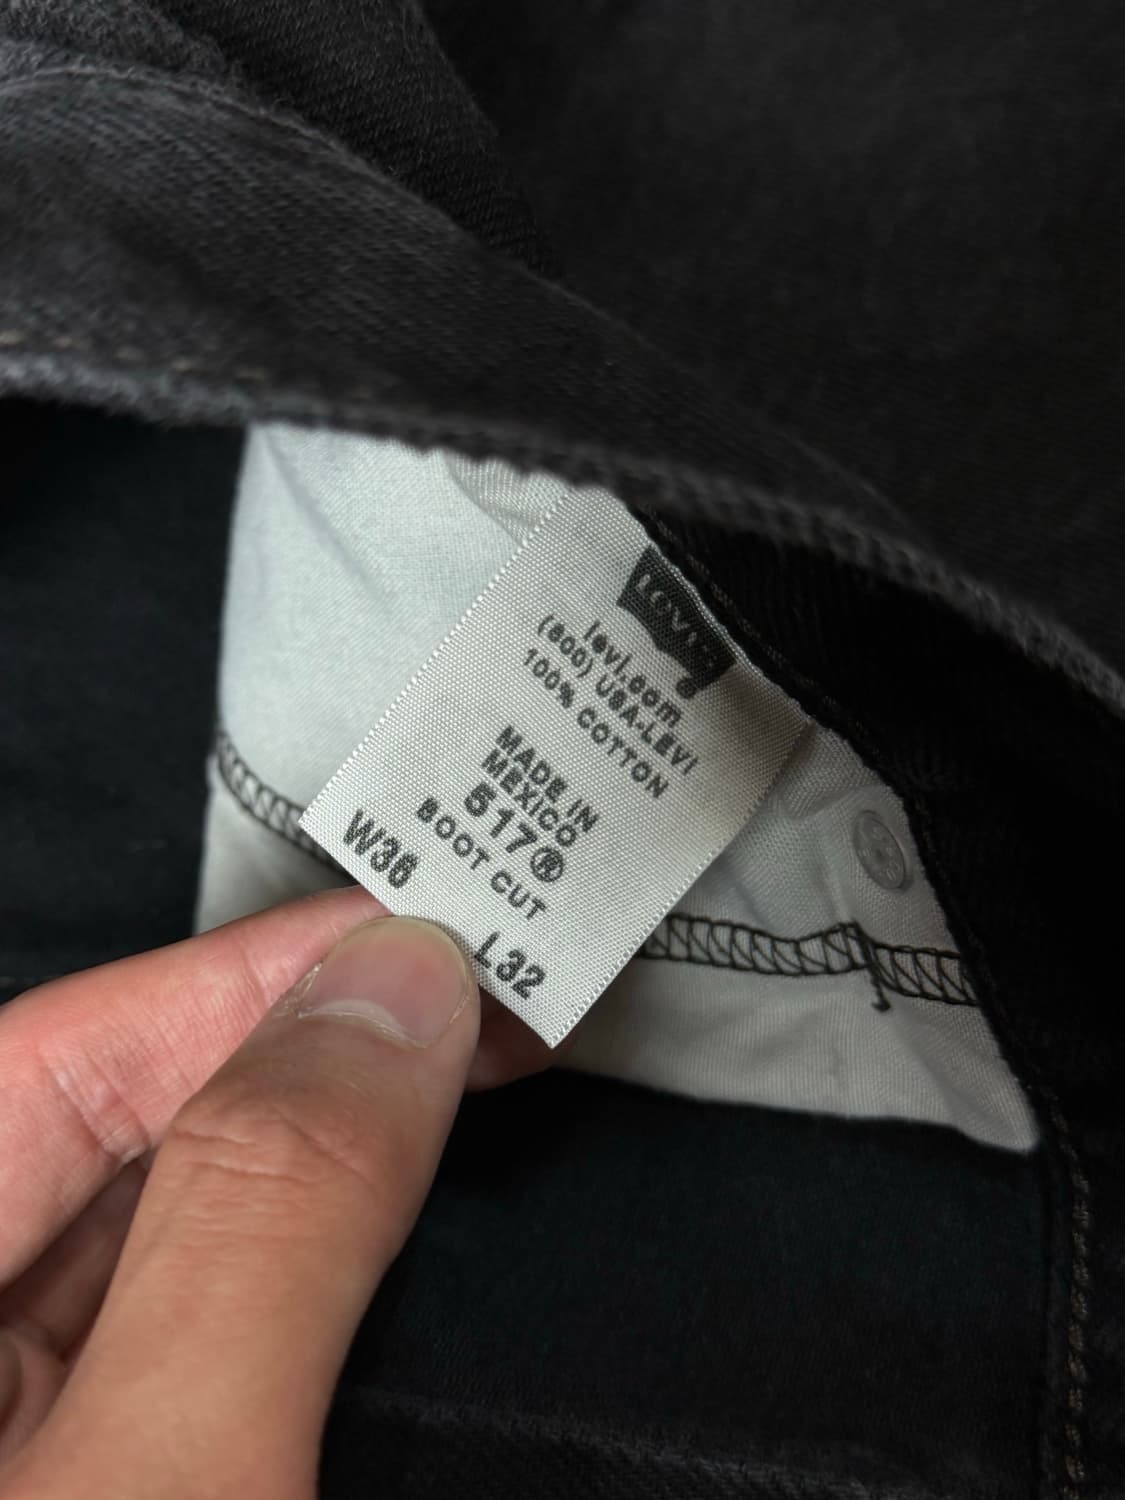 LEVI'S®
levi.com
(800) USA-LEVI
100% COTTON
MADE IN
MEXICO
517®
BOOT CUT
W36 L32